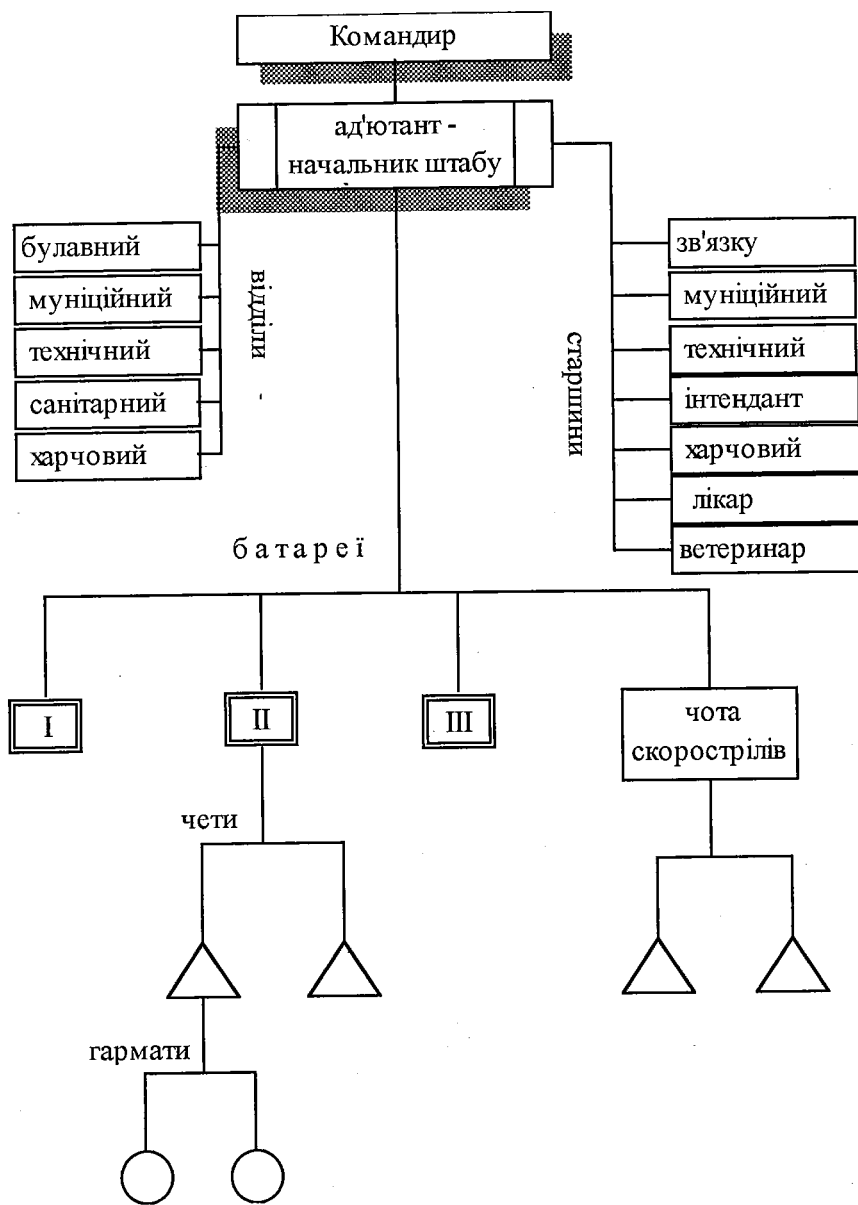 Командир
ад'ютант -
начальник штабу
булавний
муніційний
технічний
санітарний
харчовий
відділи -
старшини
зв'язку
муніційний
технічний
інтендант
харчовий
лікар
ветеринар
батареї
I
II
III
чота
скорострілів
чети
гармати